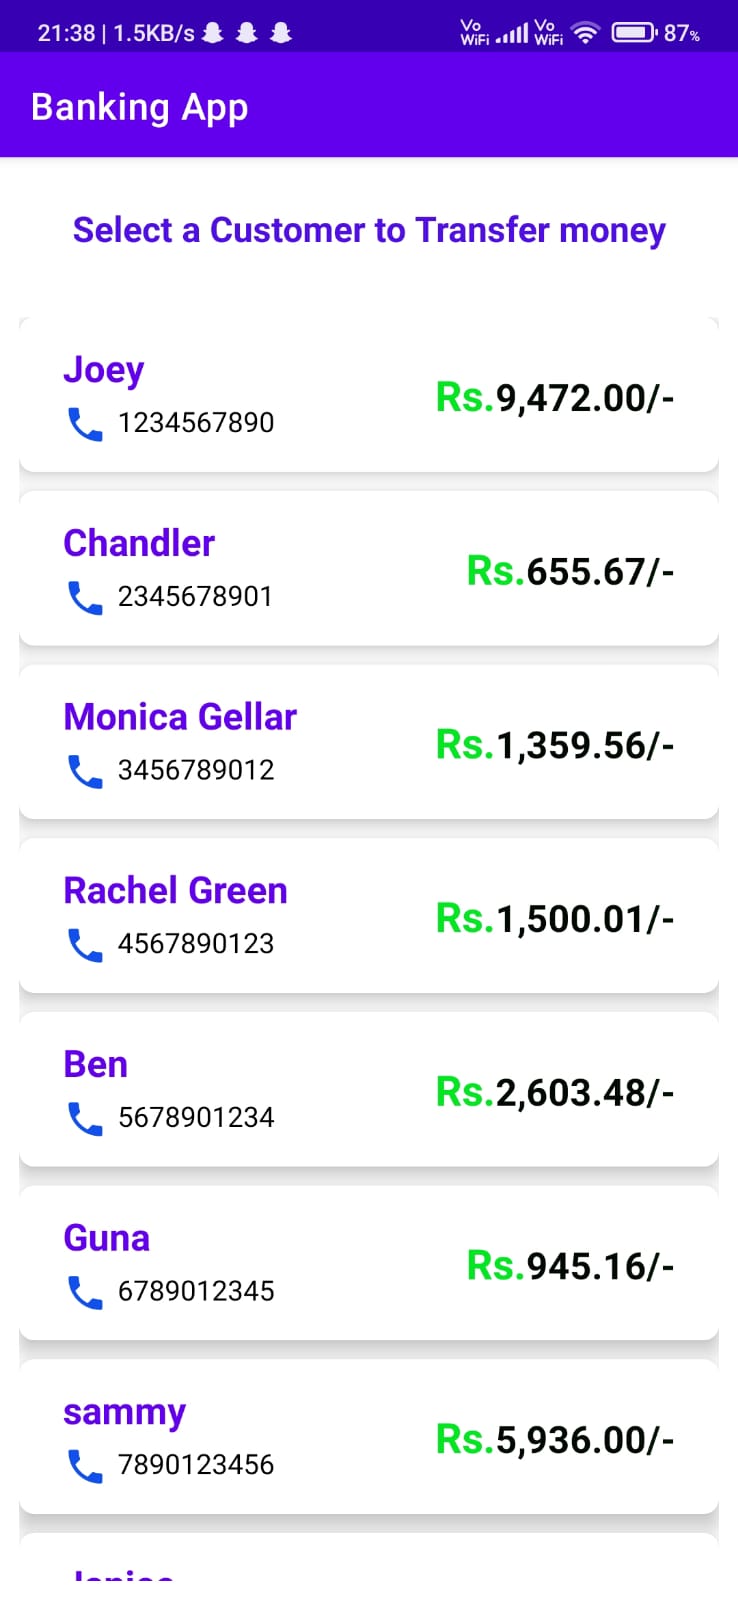 21:38 | 1.5KB/s Vo WiFi Vo WiFi 87%
Banking App
Select a Customer to Transfer money
Joey
1234567890
Rs.9,472.00/-
Chandler
2345678901
Rs.655.67/-
Monica Gellar
3456789012
Rs.1,359.56/-
Rachel Green
4567890123
Rs.1,500.01/-
Ben
5678901234
Rs.2,603.48/-
Guna
6789012345
Rs.945.16/-
sammy
7890123456
Rs.5,936.00/-